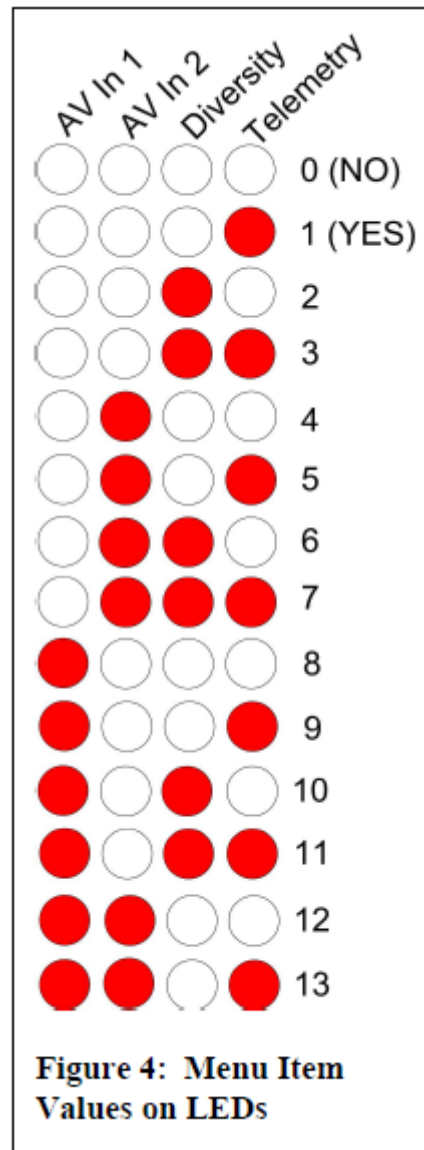 AV In 1
AV In 2
Diversity
Telemetry
0 (NO)
1 (YES)
2
3
4
5
6
7
8
9
10
11
12
13
Figure 4: Menu Item
Values on LEDs